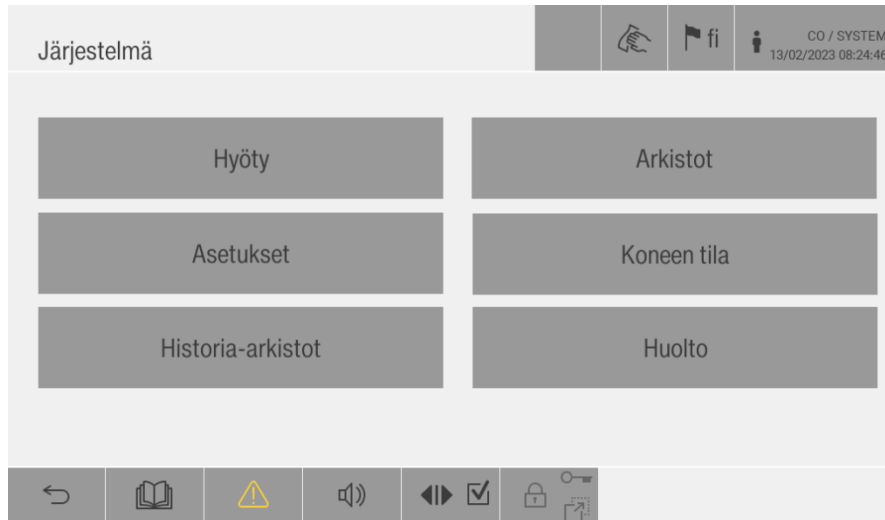 Järjestelmä
fi
CO / SYSTEM
13/02/2023 08:24:46
Hyöty
Arkistot
Asetukset
Koneen tila
Historia-arkistot
Huolto